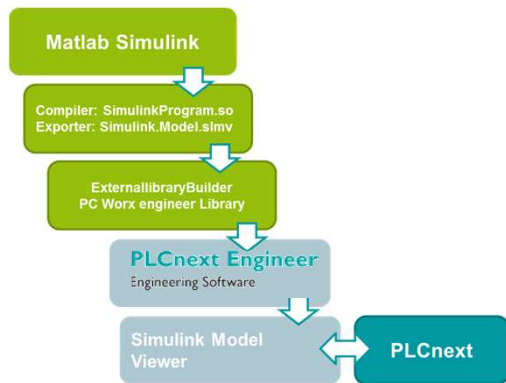 Matlab Simulink
Compiler: SimulinkProgram.so
Exporter: Simulink.Model.slmv
ExternallibraryBuilder
PC Worx engineer Library
PLCnext Engineer
Engineering Software
Simulink Model
Viewer
PLCnext